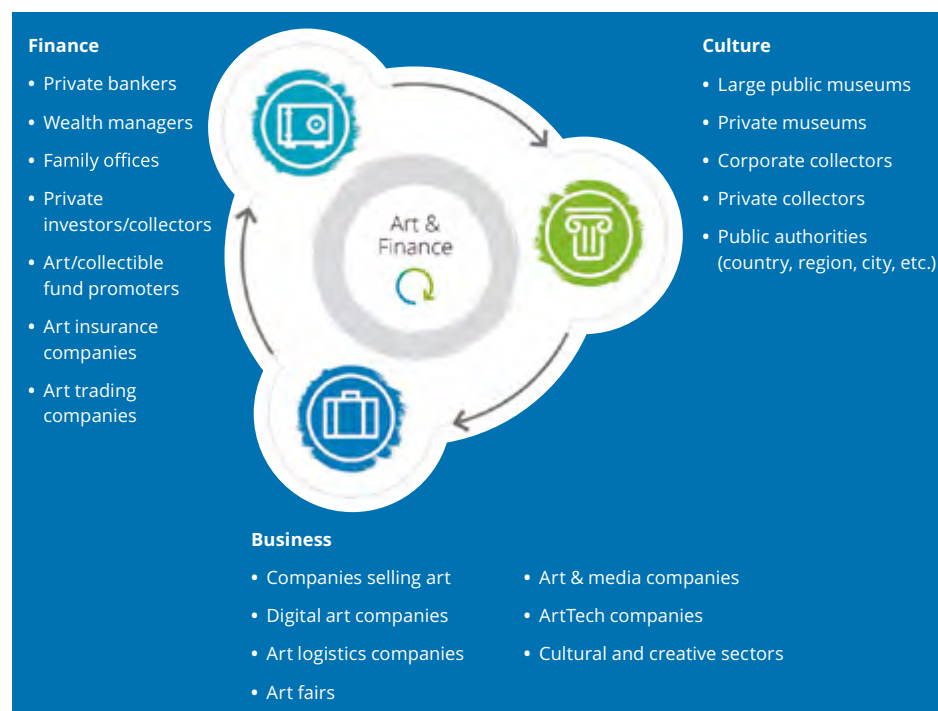 Finance
• Private bankers
• Wealth managers
• Family offices
• Private
investors/collectors
• Art/collectible
fund promoters
• Art insurance
companies
• Art trading
companies
Art &
Finance
Culture
• Large public museums
• Private museums
• Corporate collectors
• Private collectors
• Public authorities
(country, region, city, etc.)
Business
• Companies selling art
• Digital art companies
• Art logistics companies
• Art fairs
• Art & media companies
• ArtTech companies
• Cultural and creative sectors